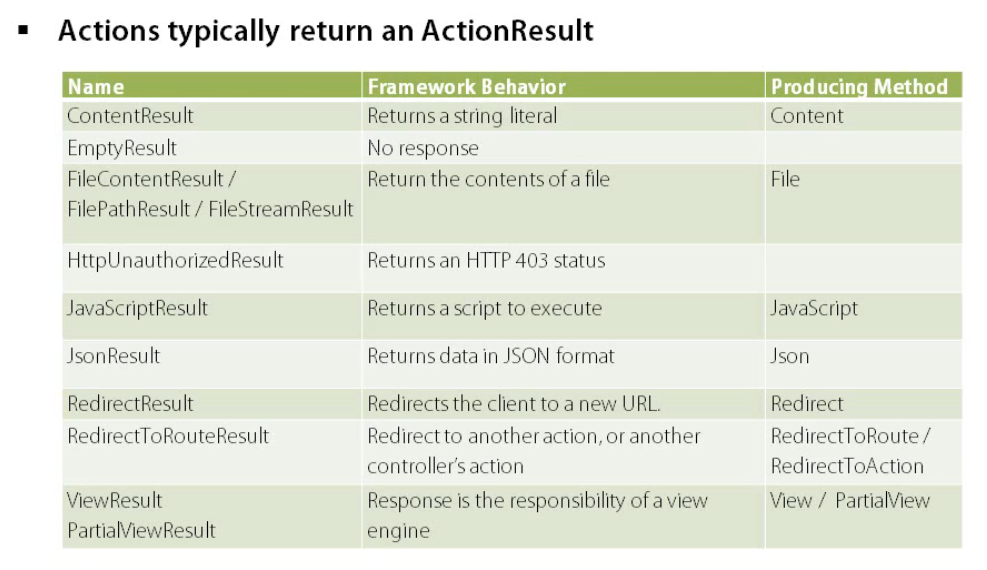 ▪ Actions typically return an ActionResult
Name Framework Behavior Producing Method
ContentResult Returns a string literal Content
EmptyResult No response
FileContentResult / Return the contents of a file File
FilePathResult / FileStreamResult
HttpUnauthorizedResult Returns an HTTP 403 status
JavaScriptResult Returns a script to execute JavaScript
JsonResult Returns data in JSON format Json
RedirectResult Redirects the client to a new URL. Redirect
RedirectToRouteResult Redirect to another action, or another RedirectToRoute /
controller's action RedirectToAction
ViewResult Response is the responsibility of a view View / PartialView
PartialViewResult engine